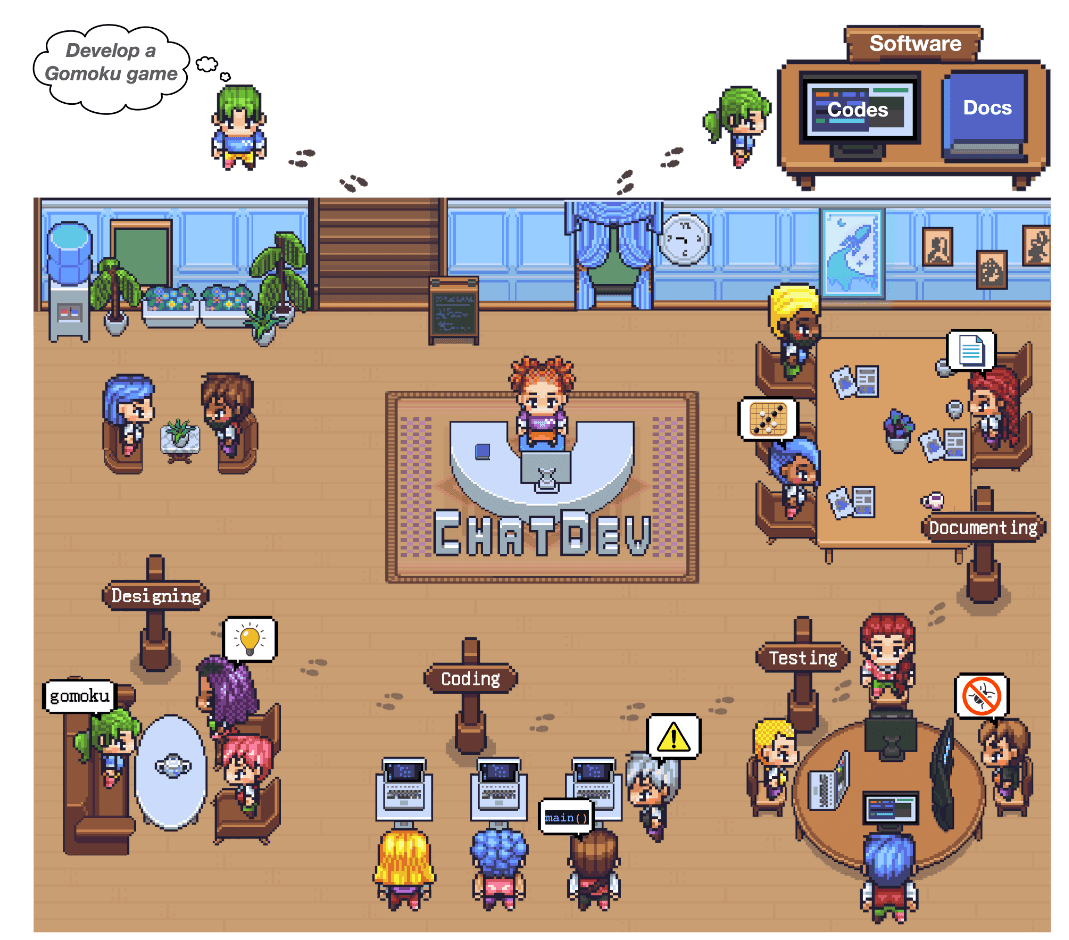 Develop a
Gomoku game
Software
Codes
Docs
ChatDev
Documenting
Designing
gomoku
Coding
Testing
main()